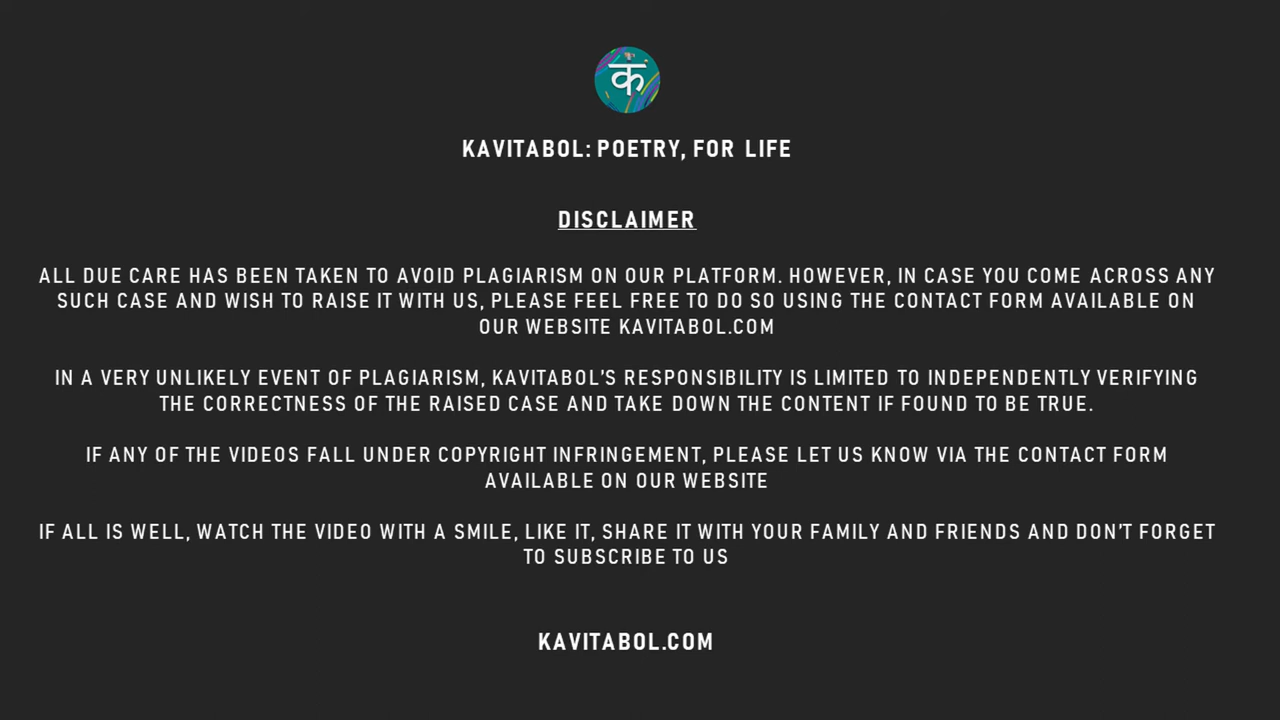 कं
KAVITABOL: POETRY, FOR LIFE
DISCLAIMER
ALL DUE CARE HAS BEEN TAKEN TO AVOID PLAGIARISM ON OUR PLATFORM. HOWEVER, IN CASE YOU COME ACROSS ANY
SUCH CASE AND WISH TO RAISE IT WITH US, PLEASE FEEL FREE TO DO SO USING THE CONTACT FORM AVAILABLE ON
OUR WEBSITE KAVITABOL.COM
IN A VERY UNLIKELY EVENT OF PLAGIARISM, KAVITABOL'S RESPONSIBILITY IS LIMITED TO INDEPENDENTLY VERIFYING
THE CORRECTNESS OF THE RAISED CASE AND TAKE DOWN THE CONTENT IF FOUND TO BE TRUE.
IF ANY OF THE VIDEOS FALL UNDER COPYRIGHT INFRINGEMENT, PLEASE LET US KNOW VIA THE CONTACT FORM
AVAILABLE ON OUR WEBSITE
IF ALL IS WELL, WATCH THE VIDEO WITH A SMILE, LIKE IT, SHARE IT WITH YOUR FAMILY AND FRIENDS AND DON'T FORGET
TO SUBSCRIBE TO US
KAVITABOL.COM